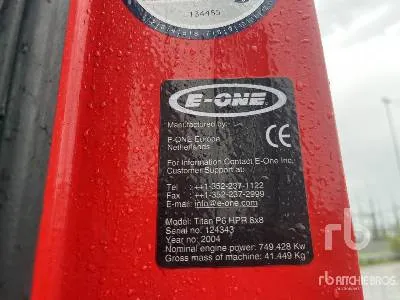 134455
E-ONE
Manufactured by:
E-ONE Europe
Netherlands
For Information Contact E-One Inc.
Customer Support at:
Tel : ++1-352-237-1122
Fax : ++1-352-237-2999
E-mail: info@e-one.com
Model: Titan P6 HPR 8x8
Serial no: 124343
Year no: 2004
Nominal engine power: 749.428 Kw
Gross mass of machine: 41.449 Kg
CE
rb
RITCHIE BROS.